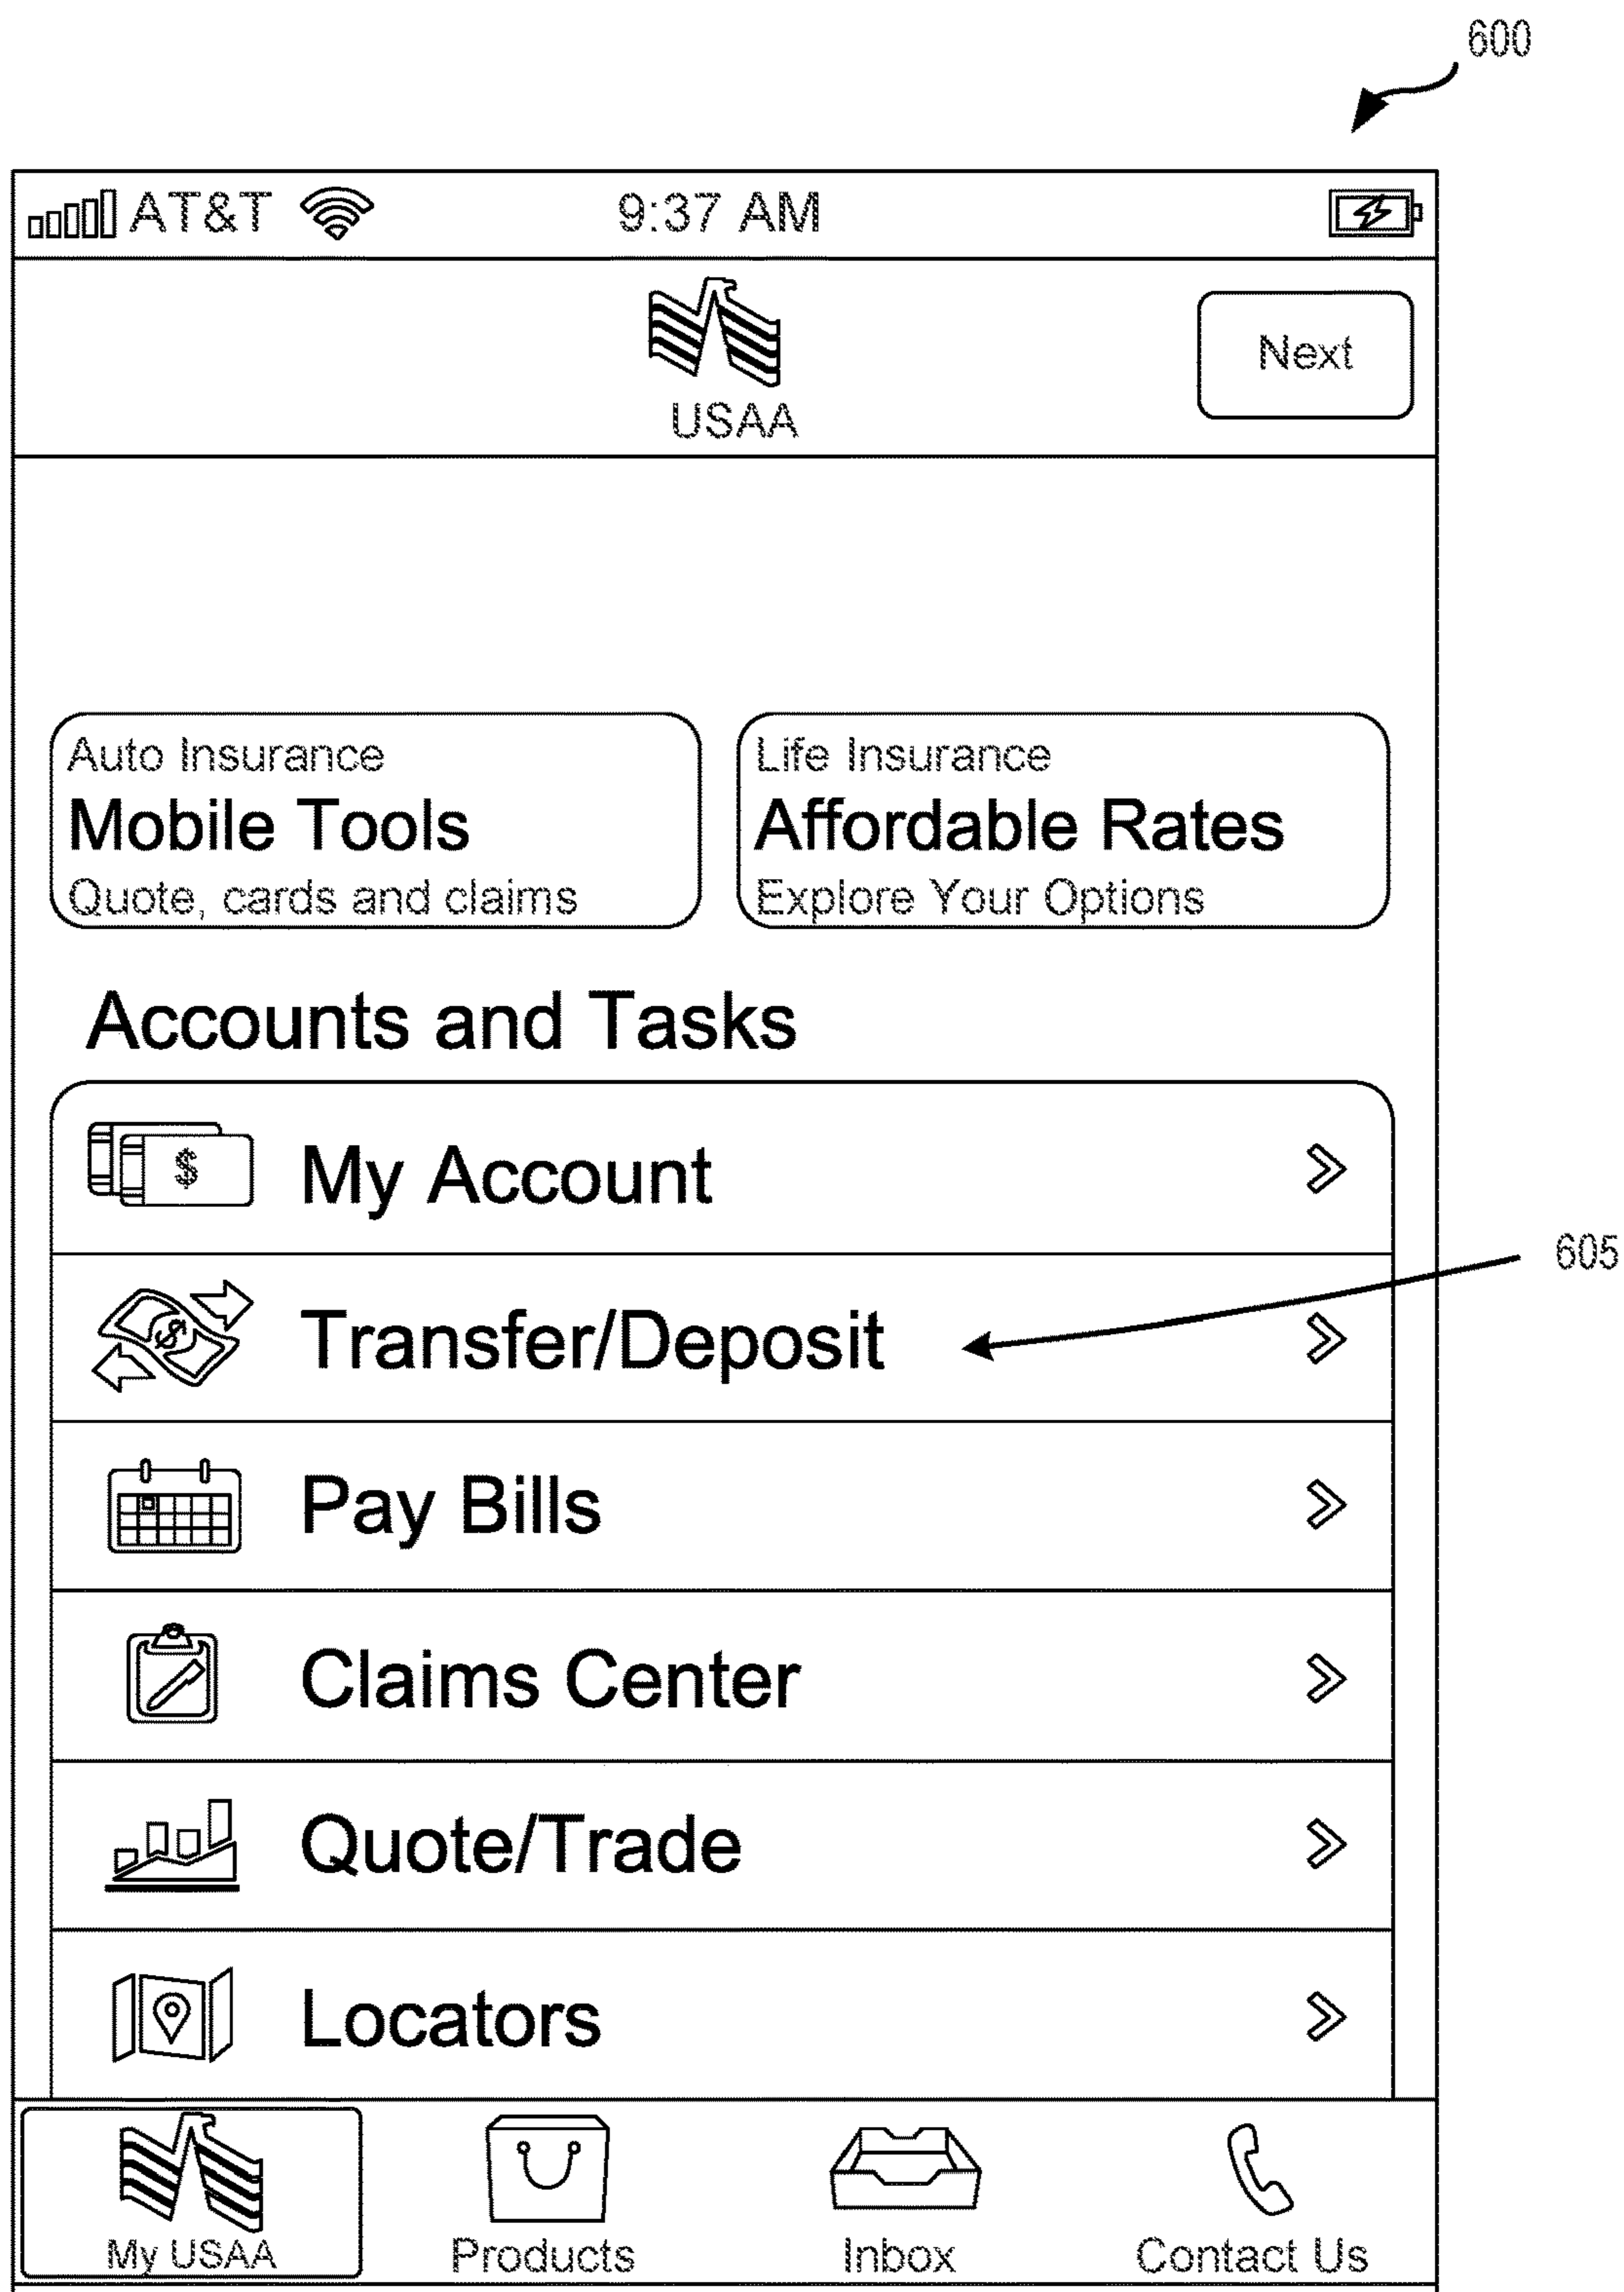 600
AT&T 9:37 AM
USAA
Next
Auto Insurance
Mobile Tools
Quote, cards and claims
Life Insurance
Affordable Rates
Explore Your Options
Accounts and Tasks
$ My Account
605
$ Transfer/Deposit
Pay Bills
Claims Center
Quote/Trade
Locators
My USAA
Products
Inbox
Contact Us